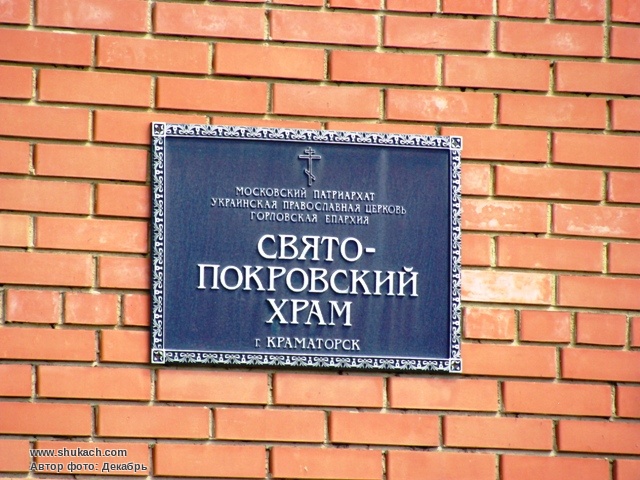 МОСКОВСКИЙ ПАТРИАРХАТ
УКРАИНСКАЯ ПРАВОСЛАВНАЯ ЦЕРКОВЬ
ГОРЛОВСКАЯ ЕПАРХИЯ
СВЯТО-
ПОКРОВСКИЙ
ХРАМ
Г. КРАМАТОРСК
www.shukach.com
Автор фото: Декабрь